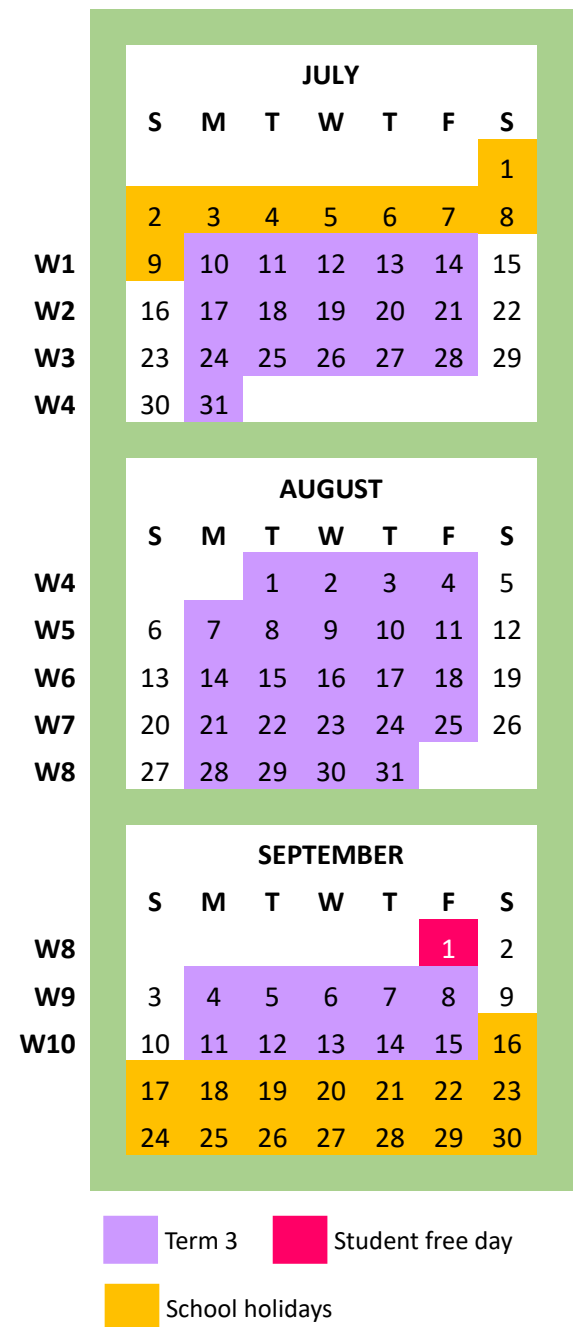 JULY
S M T W T F S
1
2 3 4 5 6 7 8
W1 9 10 11 12 13 14 15
W2 16 17 18 19 20 21 22
W3 23 24 25 26 27 28 29
W4 30 31
AUGUST
S M T W T F S
W4 1 2 3 4 5
W5 6 7 8 9 10 11 12
W6 13 14 15 16 17 18 19
W7 20 21 22 23 24 25 26
W8 27 28 29 30 31
SEPTEMBER
S M T W T F S
W8 1 2
W9 3 4 5 6 7 8 9
W10 10 11 12 13 14 15 16
17 18 19 20 21 22 23
24 25 26 27 28 29 30
Term 3 Student free day
School holidays